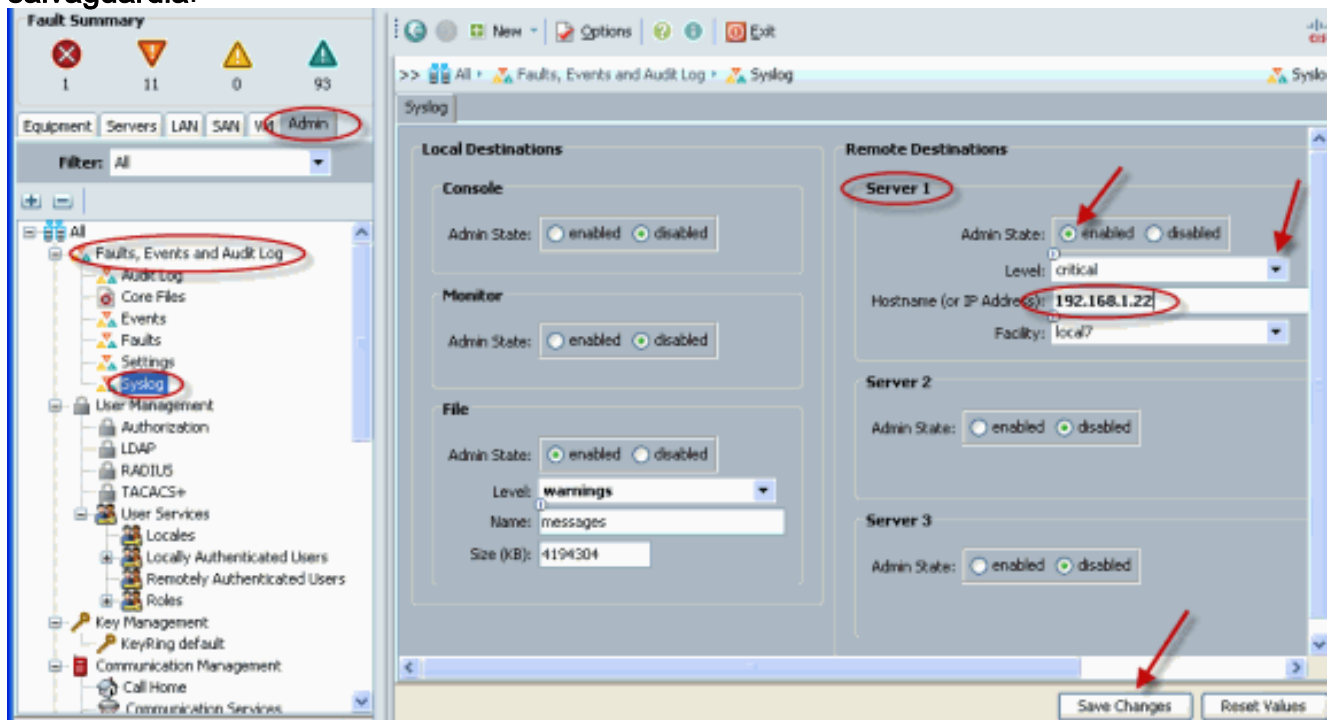 salvaguardia.
Fault Summary
1 11 0 93
Equipment Servers LAN SAN VM Admin
Filter: All
All
Faults, Events and Audit Log
Audit Log
Core Files
Events
Faults
Settings
Syslog
User Management
Authorization
LDAP
RADIUS
TACACS+
User Services
Locales
Locally Authenticated Users
Remotely Authenticated Users
Roles
Key Management
KeyRing default
Communication Management
Call Home
Communication Services
New Options Exit
>> All Faults, Events and Audit Log Syslog
Syslog
Local Destinations
Console
Admin State: enabled disabled
Monitor
Admin State: enabled disabled
File
Admin State: enabled disabled
Level: warnings
Name: messages
Size (KB): 4194304
Remote Destinations
Server 1
Admin State: enabled disabled
Level: critical
Hostname (or IP Address): 192.168.1.22
Facility: local7
Server 2
Admin State: enabled disabled
Server 3
Admin State: enabled disabled
Save Changes Reset Values